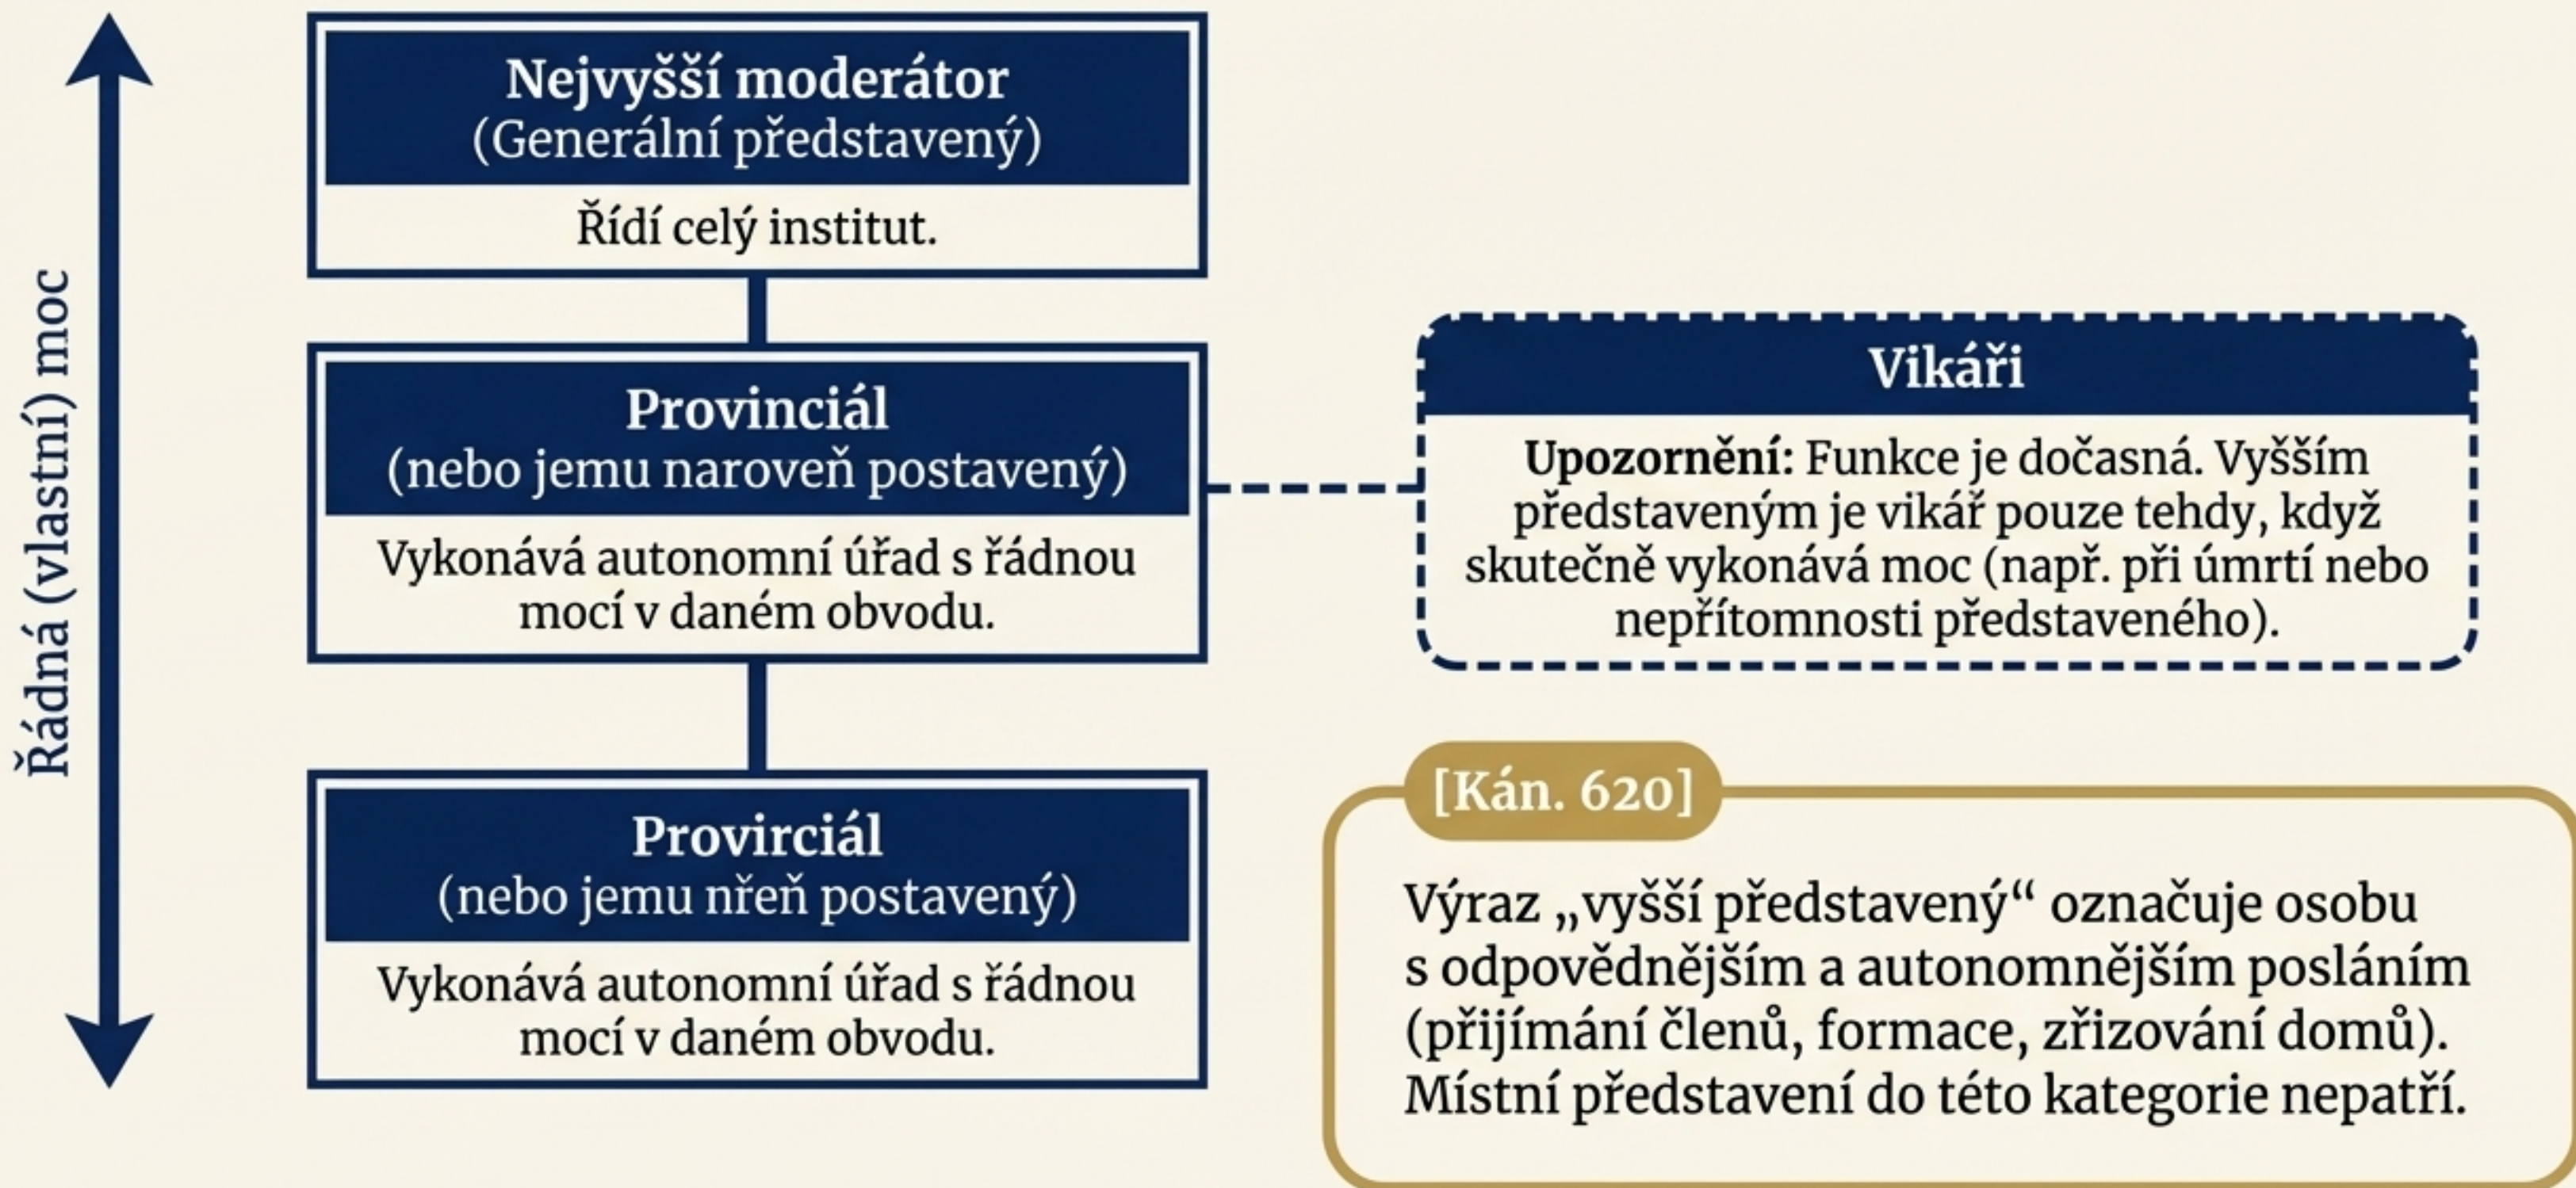 Řádná (vlastní) moc
Nejvyšší moderátor
(Generální představený)
Řídí celý institut.
Provinciál
(nebo jemu naroveň postavený)
Vykonává autonomní úřad s řádnou
mocí v daném obvodu.
Vikáři
Upozornění: Funkce je dočasná. Vyšším
představeným je vikář pouze tehdy, když
skutečně vykonává moc (např. při úmrtí nebo
nepřítomnosti představeného).
Provirciál
(nebo jemu nřeň postavený)
Vykonává autonomní úřad s řádnou
mocí v daném obvodu.
[Kán. 620]
Výraz „vyšší představený“ označuje osobu
s odpovědnějším a autonomnějším posláním
(přijímání členů, formace, zřizování domů).
Místní představení do této kategorie nepatří.